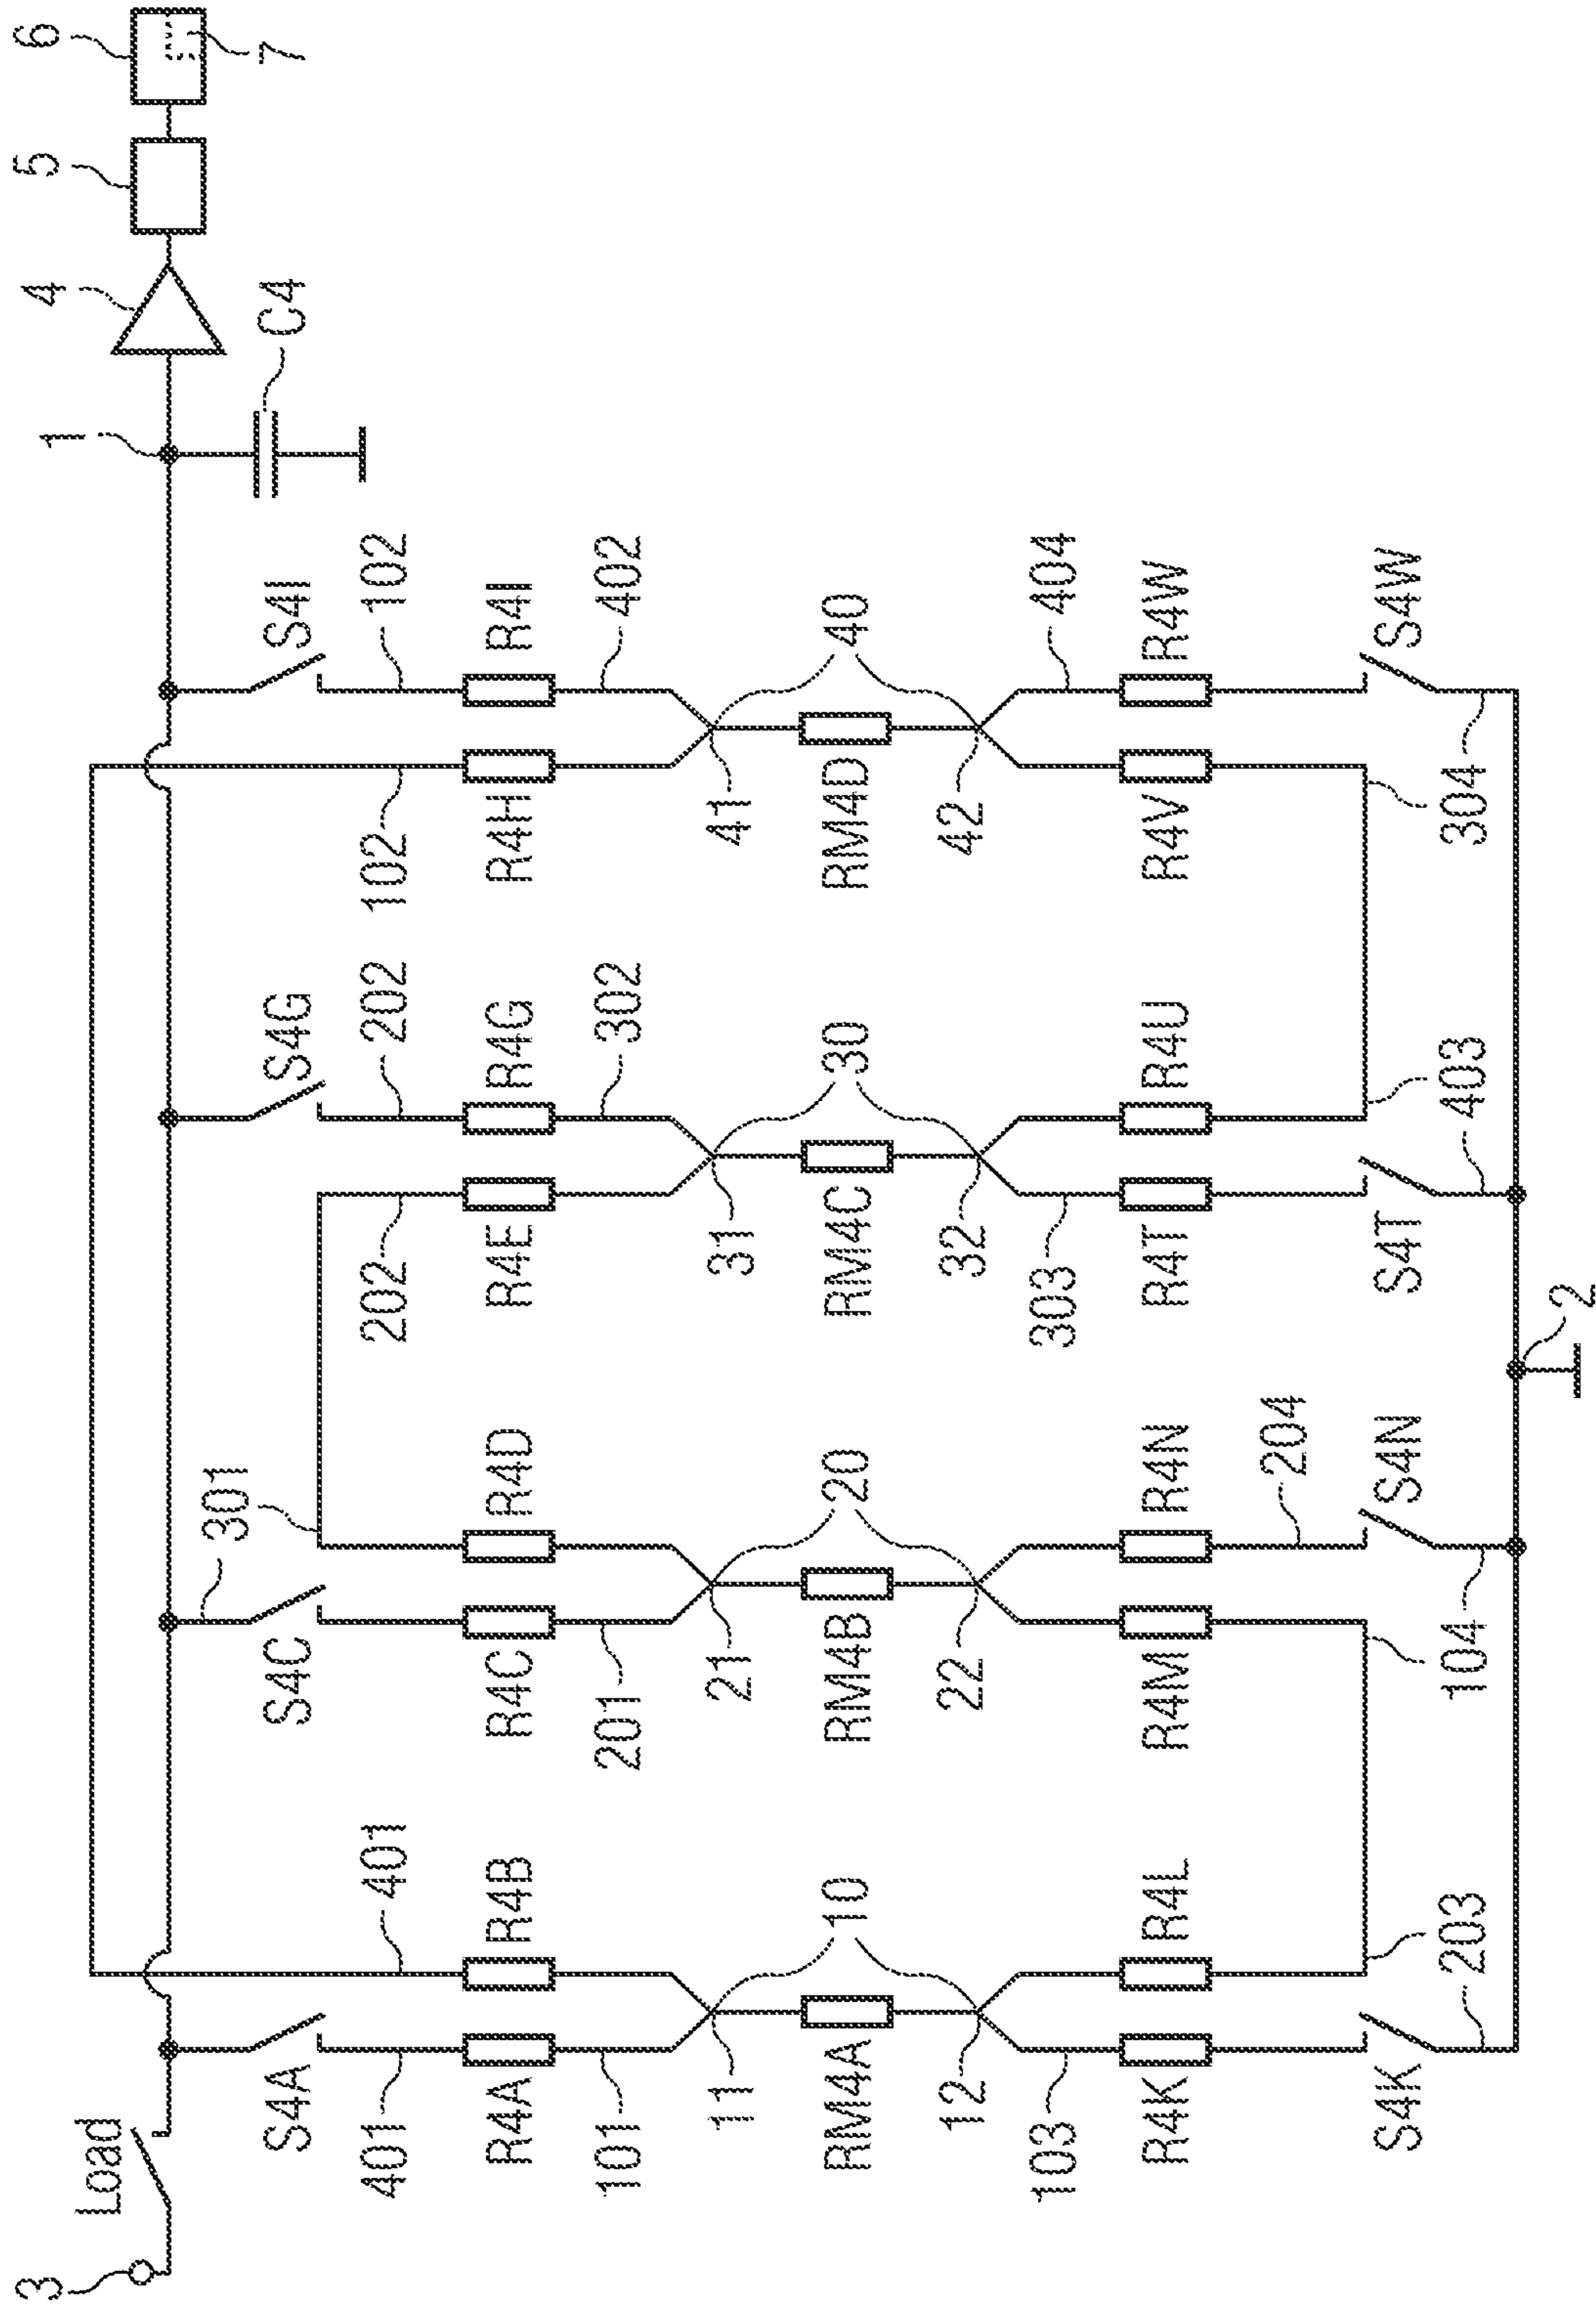 3 1 4 5 6
Load
301
S4A S4C S4G S4I C4 7
401 401 202 202 102 102
R4A R4B R4C R4D R4E R4G R4H R4I
101 201 302 402
11 21 31 41
RM4A 10 RM4B 20 RM4C 30 RM4D 40
12 22 32 42
103 303 404
R4K R4L R4M R4N R4T R4U R4V R4W
204
S4K S4N S4T S4W
203 104 403 304
2